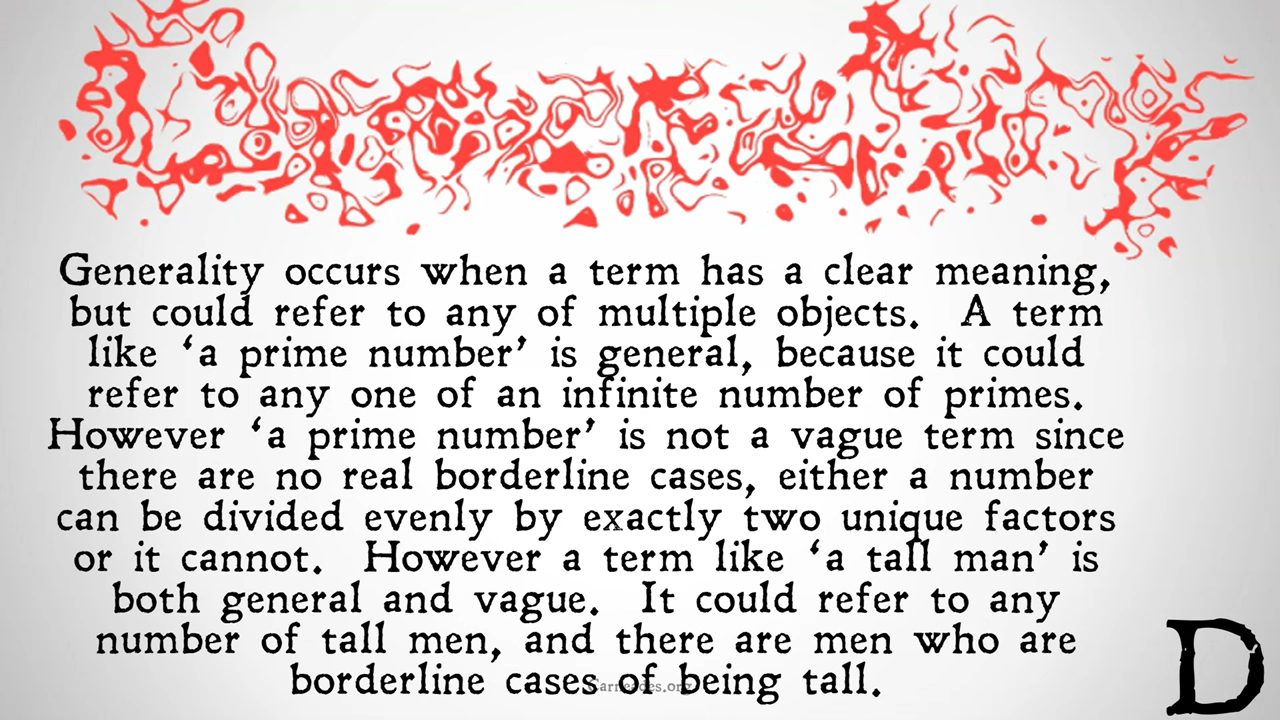 Generality occurs when a term has a clear meaning,
but could refer to any of multiple objects.  A term
like ‘a prime number’ is general, because it could
refer to any one of an infinite number of primes.
However ‘a prime number’ is not a vague term since
there are no real borderline cases, either a number
can be divided evenly by exactly two unique factors
or it cannot.  However a term like ‘a tall man’ is
both general and vague.  It could refer to any
number of tall men, and there are men who are
borderline cases of being tall.
Carneades.org
D